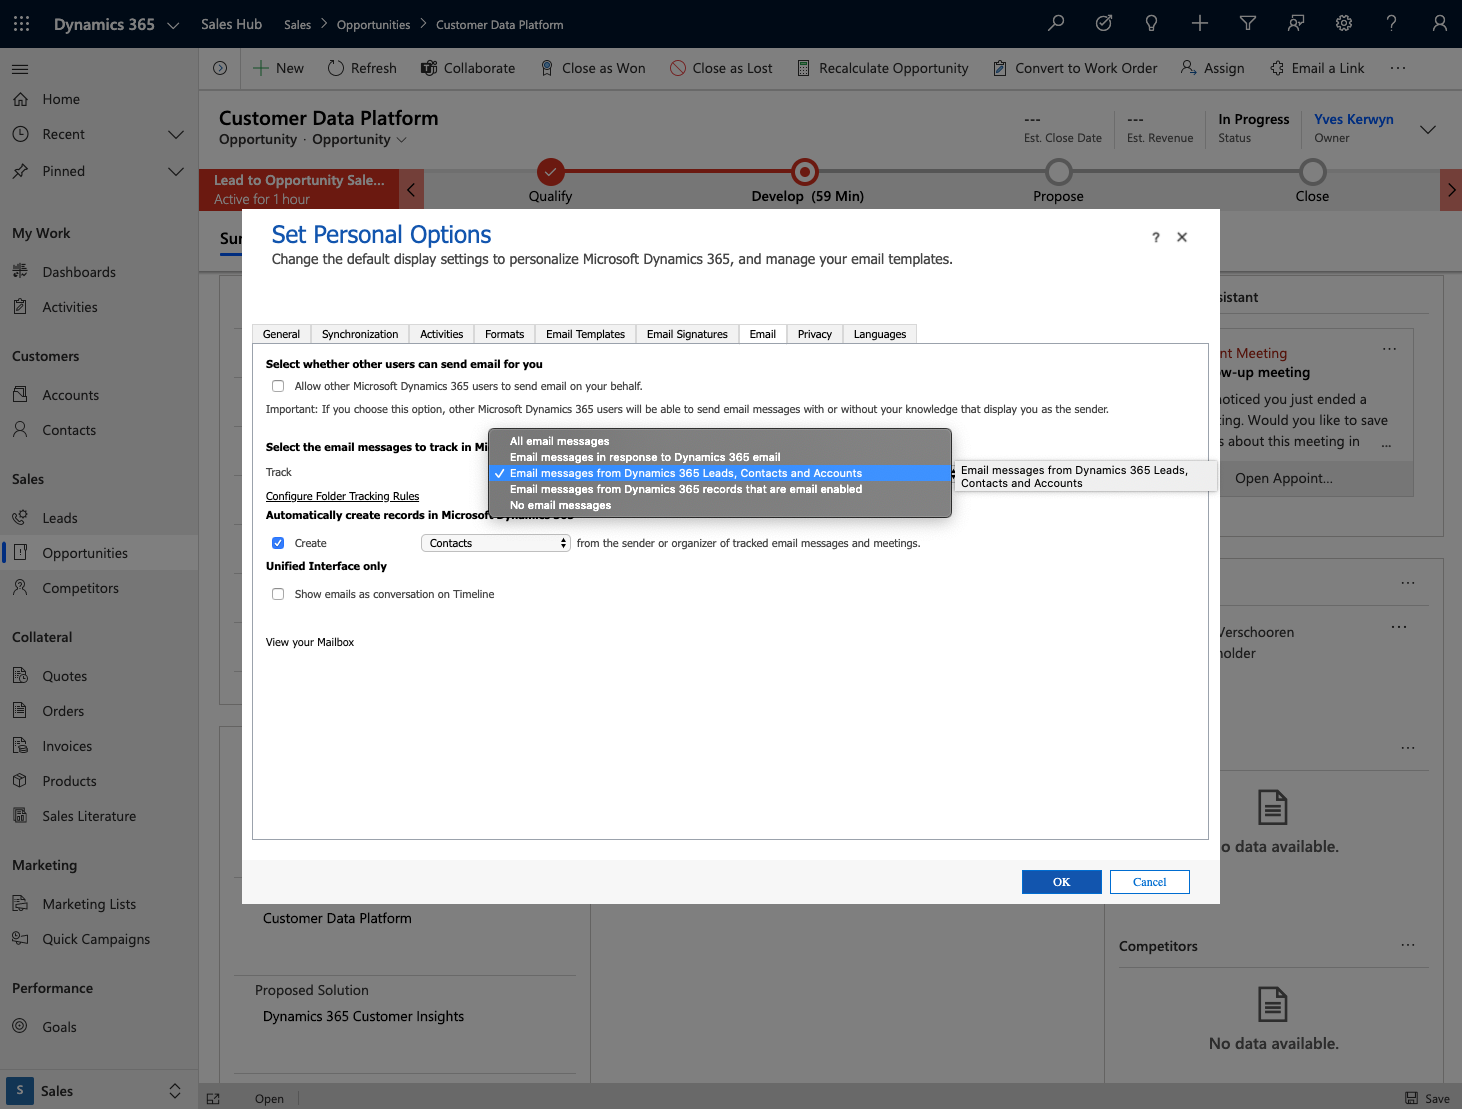 Dynamics 365
Sales Hub
Sales > Opportunities > Customer Data Platform
New
Refresh
Collaborate
Close as Won
Close as Lost
Recalculate Opportunity
Convert to Work Order
Assign
Email a Link
Home
Recent
Pinned
My Work
Dashboards
Activities
Customers
Accounts
Contacts
Sales
Leads
Opportunities
Competitors
Collateral
Quotes
Orders
Invoices
Products
Sales Literature
Marketing
Marketing Lists
Quick Campaigns
Performance
Goals
S Sales
Customer Data Platform
Opportunity · Opportunity
---
Est. Close Date
---
Est. Revenue
In Progress
Status
Yves Kerwyn
Owner
Lead to Opportunity Sale...
Active for 1 hour
Qualify
Develop (59 Min)
Propose
Close
Set Personal Options
? 
Change the default display settings to personalize Microsoft Dynamics 365, and manage your email templates.
General
Synchronization
Activities
Formats
Email Templates
Email Signatures
Email
Privacy
Languages
Select whether other users can send email for you
Allow other Microsoft Dynamics 365 users to send email on your behalf.
Important: If you choose this option, other Microsoft Dynamics 365 users will be able to send email messages with or without your knowledge that display you as the sender.
Select the email messages to track in
Track
All email messages
Email messages in response to Dynamics 365 email
Email messages from Dynamics 365 Leads, Contacts and Accounts
Email messages from Dynamics 365 records that are email enabled
No email messages
Email messages from Dynamics 365 Leads,
Contacts and Accounts
Configure Folder Tracking Rules
Automatically create records in Microsoft Dynamics 365
Create
Contacts
from the sender or organizer of tracked email messages and meetings.
Unified Interface only
Show emails as conversation on Timeline
View your Mailbox
OK
Cancel
Sur
sistant
nt Meeting
w-up meeting
oticed you just ended a
ing. Would you like to save
s about this meeting in ...
Open Appoint...
Verschooren
older
o data available.
Customer Data Platform
Proposed Solution
Dynamics 365 Customer Insights
Competitors
No data available.
Open
Save